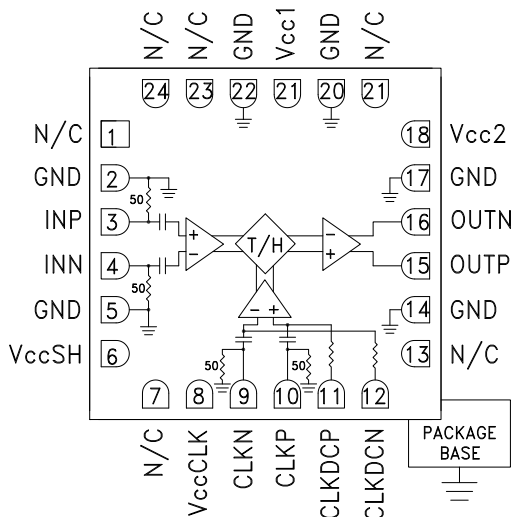 N/C
N/C
GND
Vcc1
GND
N/C
24
23
22
21
20
21
N/C
1
18
Vcc2
GND
2
17
GND
50
INP
3
16
OUTN
+
-
T/H
-
+
INN
4
15
OUTP
50
GND
5
- +
14
GND
VccSH
6
13
N/C
50
50
7
8
9
10
11
12
N/C
VccCLK
CLKN
CLKP
CLKDCP
CLKDCN
PACKAGE
BASE